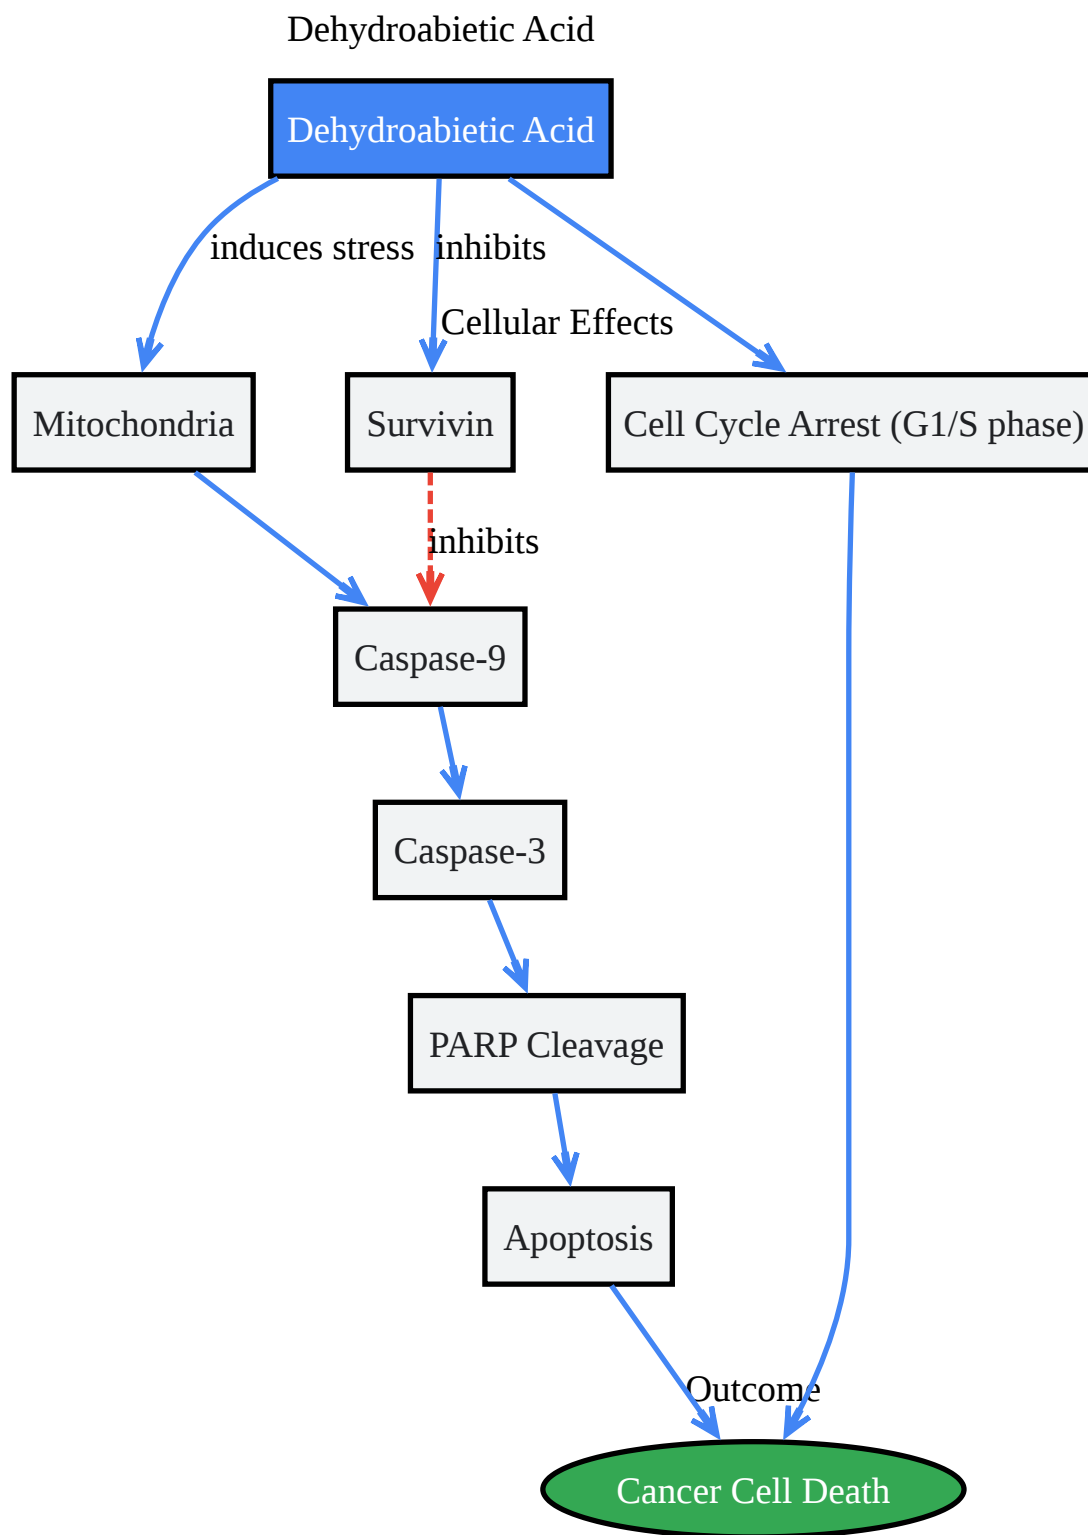 Dehydroabietic Acid
Dehydroabietic Acid
induces stress
inhibits
Cellular Effects
Mitochondria
Survivin
Cell Cycle Arrest (G1/S phase)
inhibits
Caspase-9
Caspase-3
PARP Cleavage
Apoptosis
Outcome
Cancer Cell Death